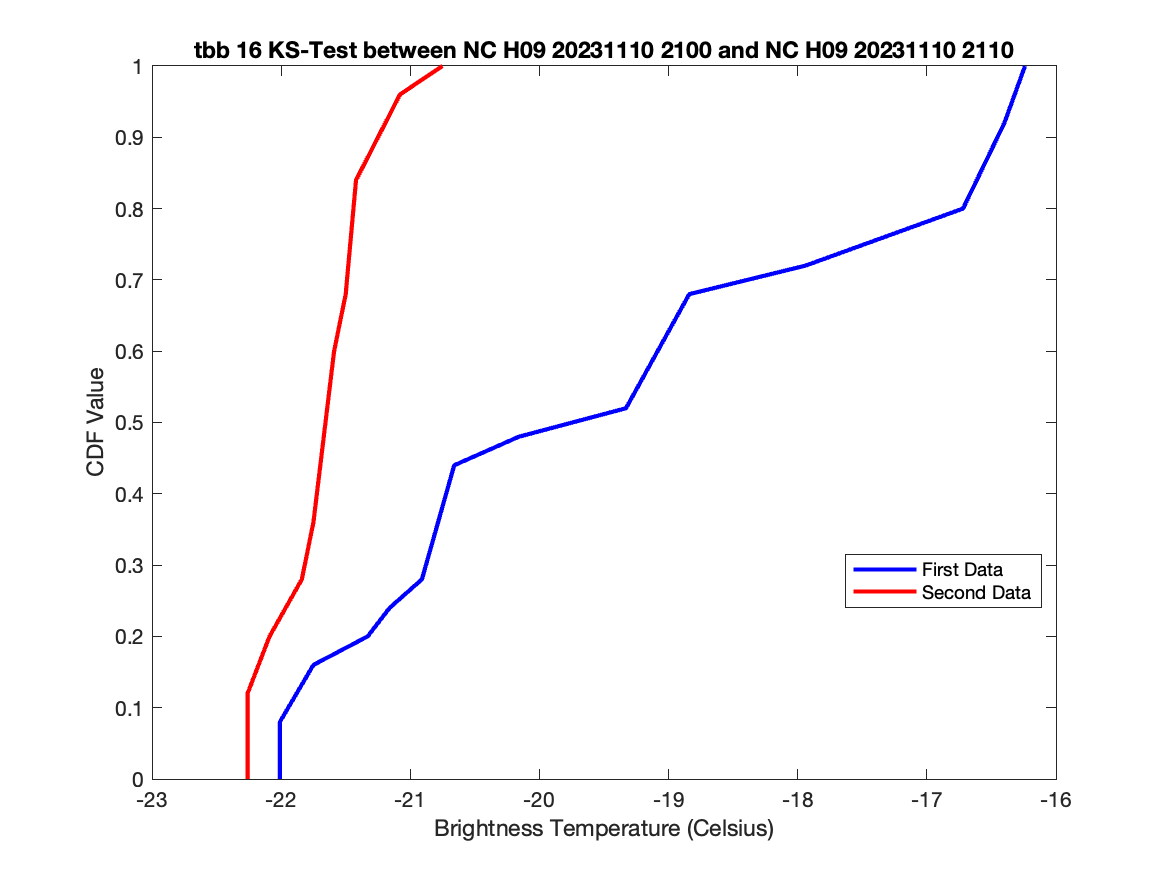 tbb 16 KS-Test between NC H09 20231110 2100 and NC H09 20231110 2110
1
0.9
0.8
0.7
0.6
0.5
0.4
0.3
0.2
0.1
0
CDF Value
First Data
Second Data
-23 -22 -21 -20 -19 -18 -17 -16
Brightness Temperature (Celsius)